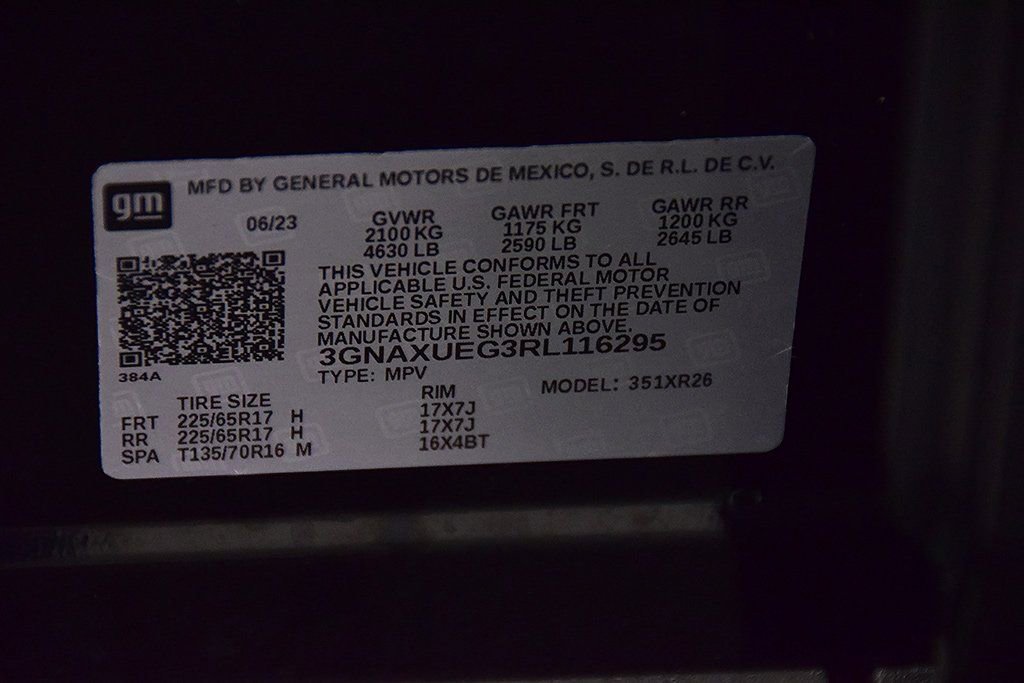 gm
MFD BY GENERAL MOTORS DE MEXICO, S. DE R.L. DE C.V.
06/23 GVWR GAWR FRT GAWR RR
2100 KG 1175 KG 1200 KG
4630 LB 2590 LB 2645 LB
THIS VEHICLE CONFORMS TO ALL
APPLICABLE U.S. FEDERAL MOTOR
VEHICLE SAFETY AND THEFT PREVENTION
STANDARDS IN EFFECT ON THE DATE OF
MANUFACTURE SHOWN ABOVE.
3GNAXUEG3RL116295
384A
TYPE: MPV MODEL: 351XR26
TIRE SIZE RIM
FRT 225/65R17 H 17X7J
RR 225/65R17 H 17X7J
SPA T135/70R16 M 16X4BT